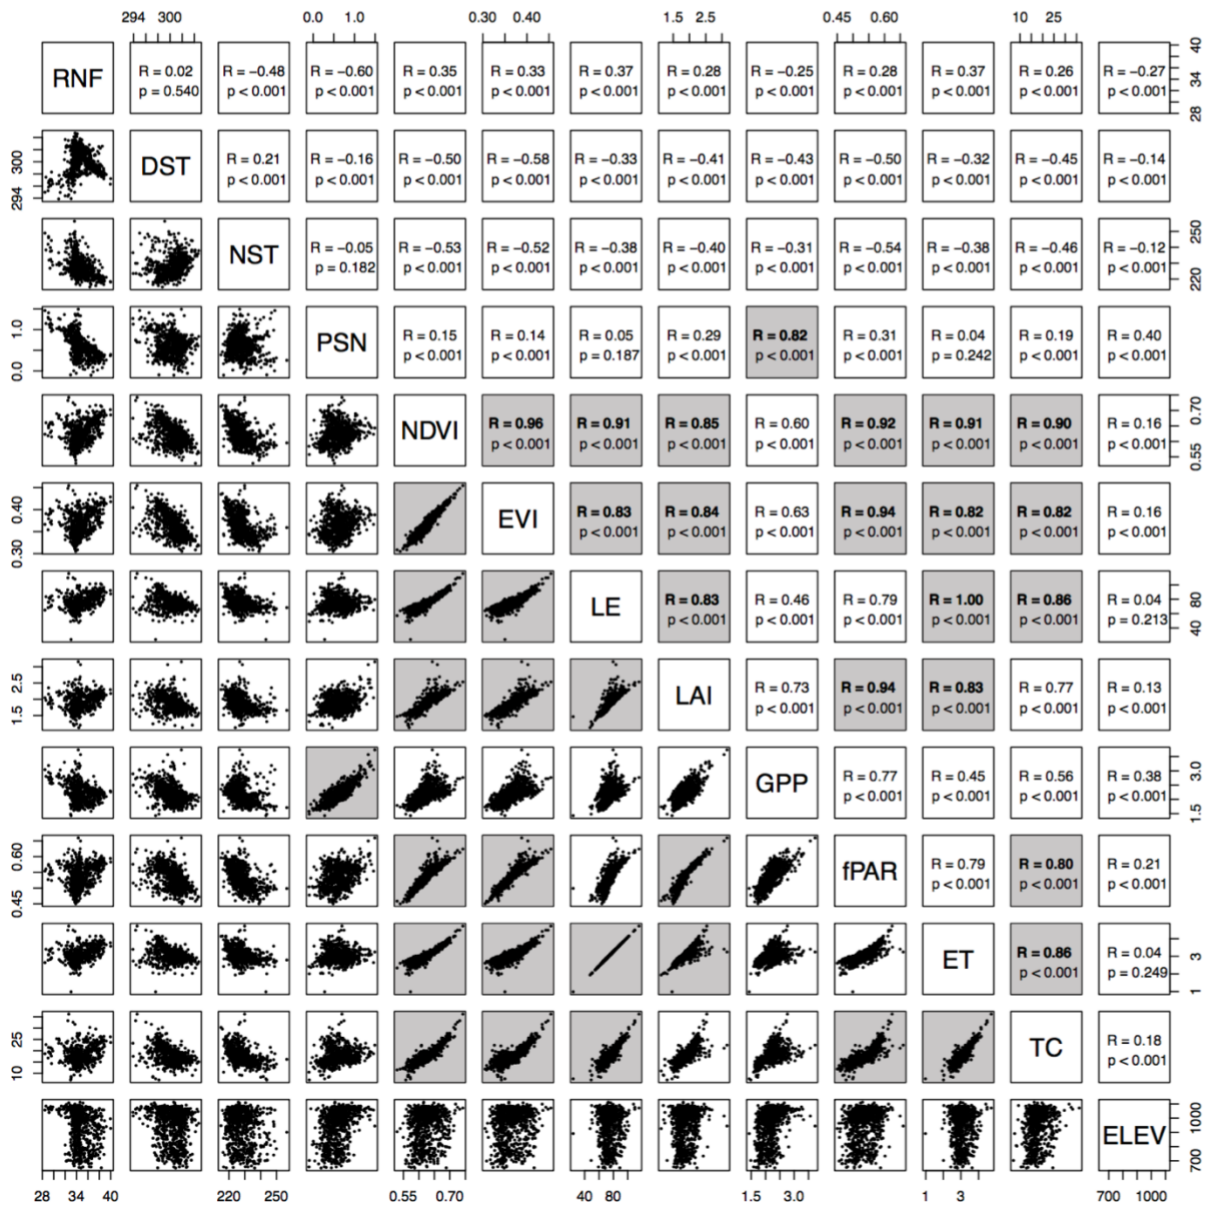 294 300 0.0 1.0 0.30 0.40 1.5 2.5 0.45 0.60 10 25
RNF R = 0.02 R = −0.48 R = −0.60 R = 0.35 R = 0.33 R = 0.37 R = 0.28 R = −0.25 R = 0.28 R = 0.37 R = 0.26 R = −0.27 28 34 40
p = 0.540 p < 0.001 p < 0.001 p < 0.001 p < 0.001 p < 0.001 p < 0.001 p < 0.001 p < 0.001 p < 0.001 p < 0.001 p < 0.001
294 300 DST R = 0.21 R = −0.16 R = −0.50 R = −0.58 R = −0.33 R = −0.41 R = −0.43 R = −0.50 R = −0.32 R = −0.45 R = −0.14
p < 0.001 p < 0.001 p < 0.001 p < 0.001 p < 0.001 p < 0.001 p < 0.001 p < 0.001 p < 0.001 p < 0.001 p < 0.001
NST R = −0.05 R = −0.53 R = −0.52 R = −0.38 R = −0.40 R = −0.31 R = −0.54 R = −0.38 R = −0.46 R = −0.12 220 250
p = 0.182 p < 0.001 p < 0.001 p < 0.001 p < 0.001 p < 0.001 p < 0.001 p < 0.001 p < 0.001 p < 0.001
0.0 1.0 PSN R = 0.15 R = 0.14 R = 0.05 R = 0.29 R = 0.82 R = 0.31 R = 0.04 R = 0.19 R = 0.40
p < 0.001 p < 0.001 p = 0.187 p < 0.001 p < 0.001 p < 0.001 p = 0.242 p < 0.001 p < 0.001
NDVI R = 0.96 R = 0.91 R = 0.85 R = 0.60 R = 0.92 R = 0.91 R = 0.90 R = 0.16 0.55 0.70
p < 0.001 p < 0.001 p < 0.001 p < 0.001 p < 0.001 p < 0.001 p < 0.001 p < 0.001
0.30 0.40 EVI R = 0.83 R = 0.84 R = 0.63 R = 0.94 R = 0.82 R = 0.82 R = 0.16
p < 0.001 p < 0.001 p < 0.001 p < 0.001 p < 0.001 p < 0.001 p < 0.001
LE R = 0.83 R = 0.46 R = 0.79 R = 1.00 R = 0.86 R = 0.04 40 80
p < 0.001 p < 0.001 p < 0.001 p < 0.001 p < 0.001 p = 0.213
1.5 2.5 LAI R = 0.73 R = 0.94 R = 0.83 R = 0.77 R = 0.13
p < 0.001 p < 0.001 p < 0.001 p < 0.001 p < 0.001
GPP R = 0.77 R = 0.45 R = 0.56 R = 0.38 1.5 3.0
p < 0.001 p < 0.001 p < 0.001 p < 0.001
0.45 0.60 fPAR R = 0.79 R = 0.80 R = 0.21
p < 0.001 p < 0.001 p < 0.001
ET R = 0.86 R = 0.04 1 3
p < 0.001 p = 0.249
10 25 TC R = 0.18
p < 0.001
ELEV 700 1000
28 34 40 220 250 0.55 0.70 40 80 1.5 3.0 1 3 700 1000